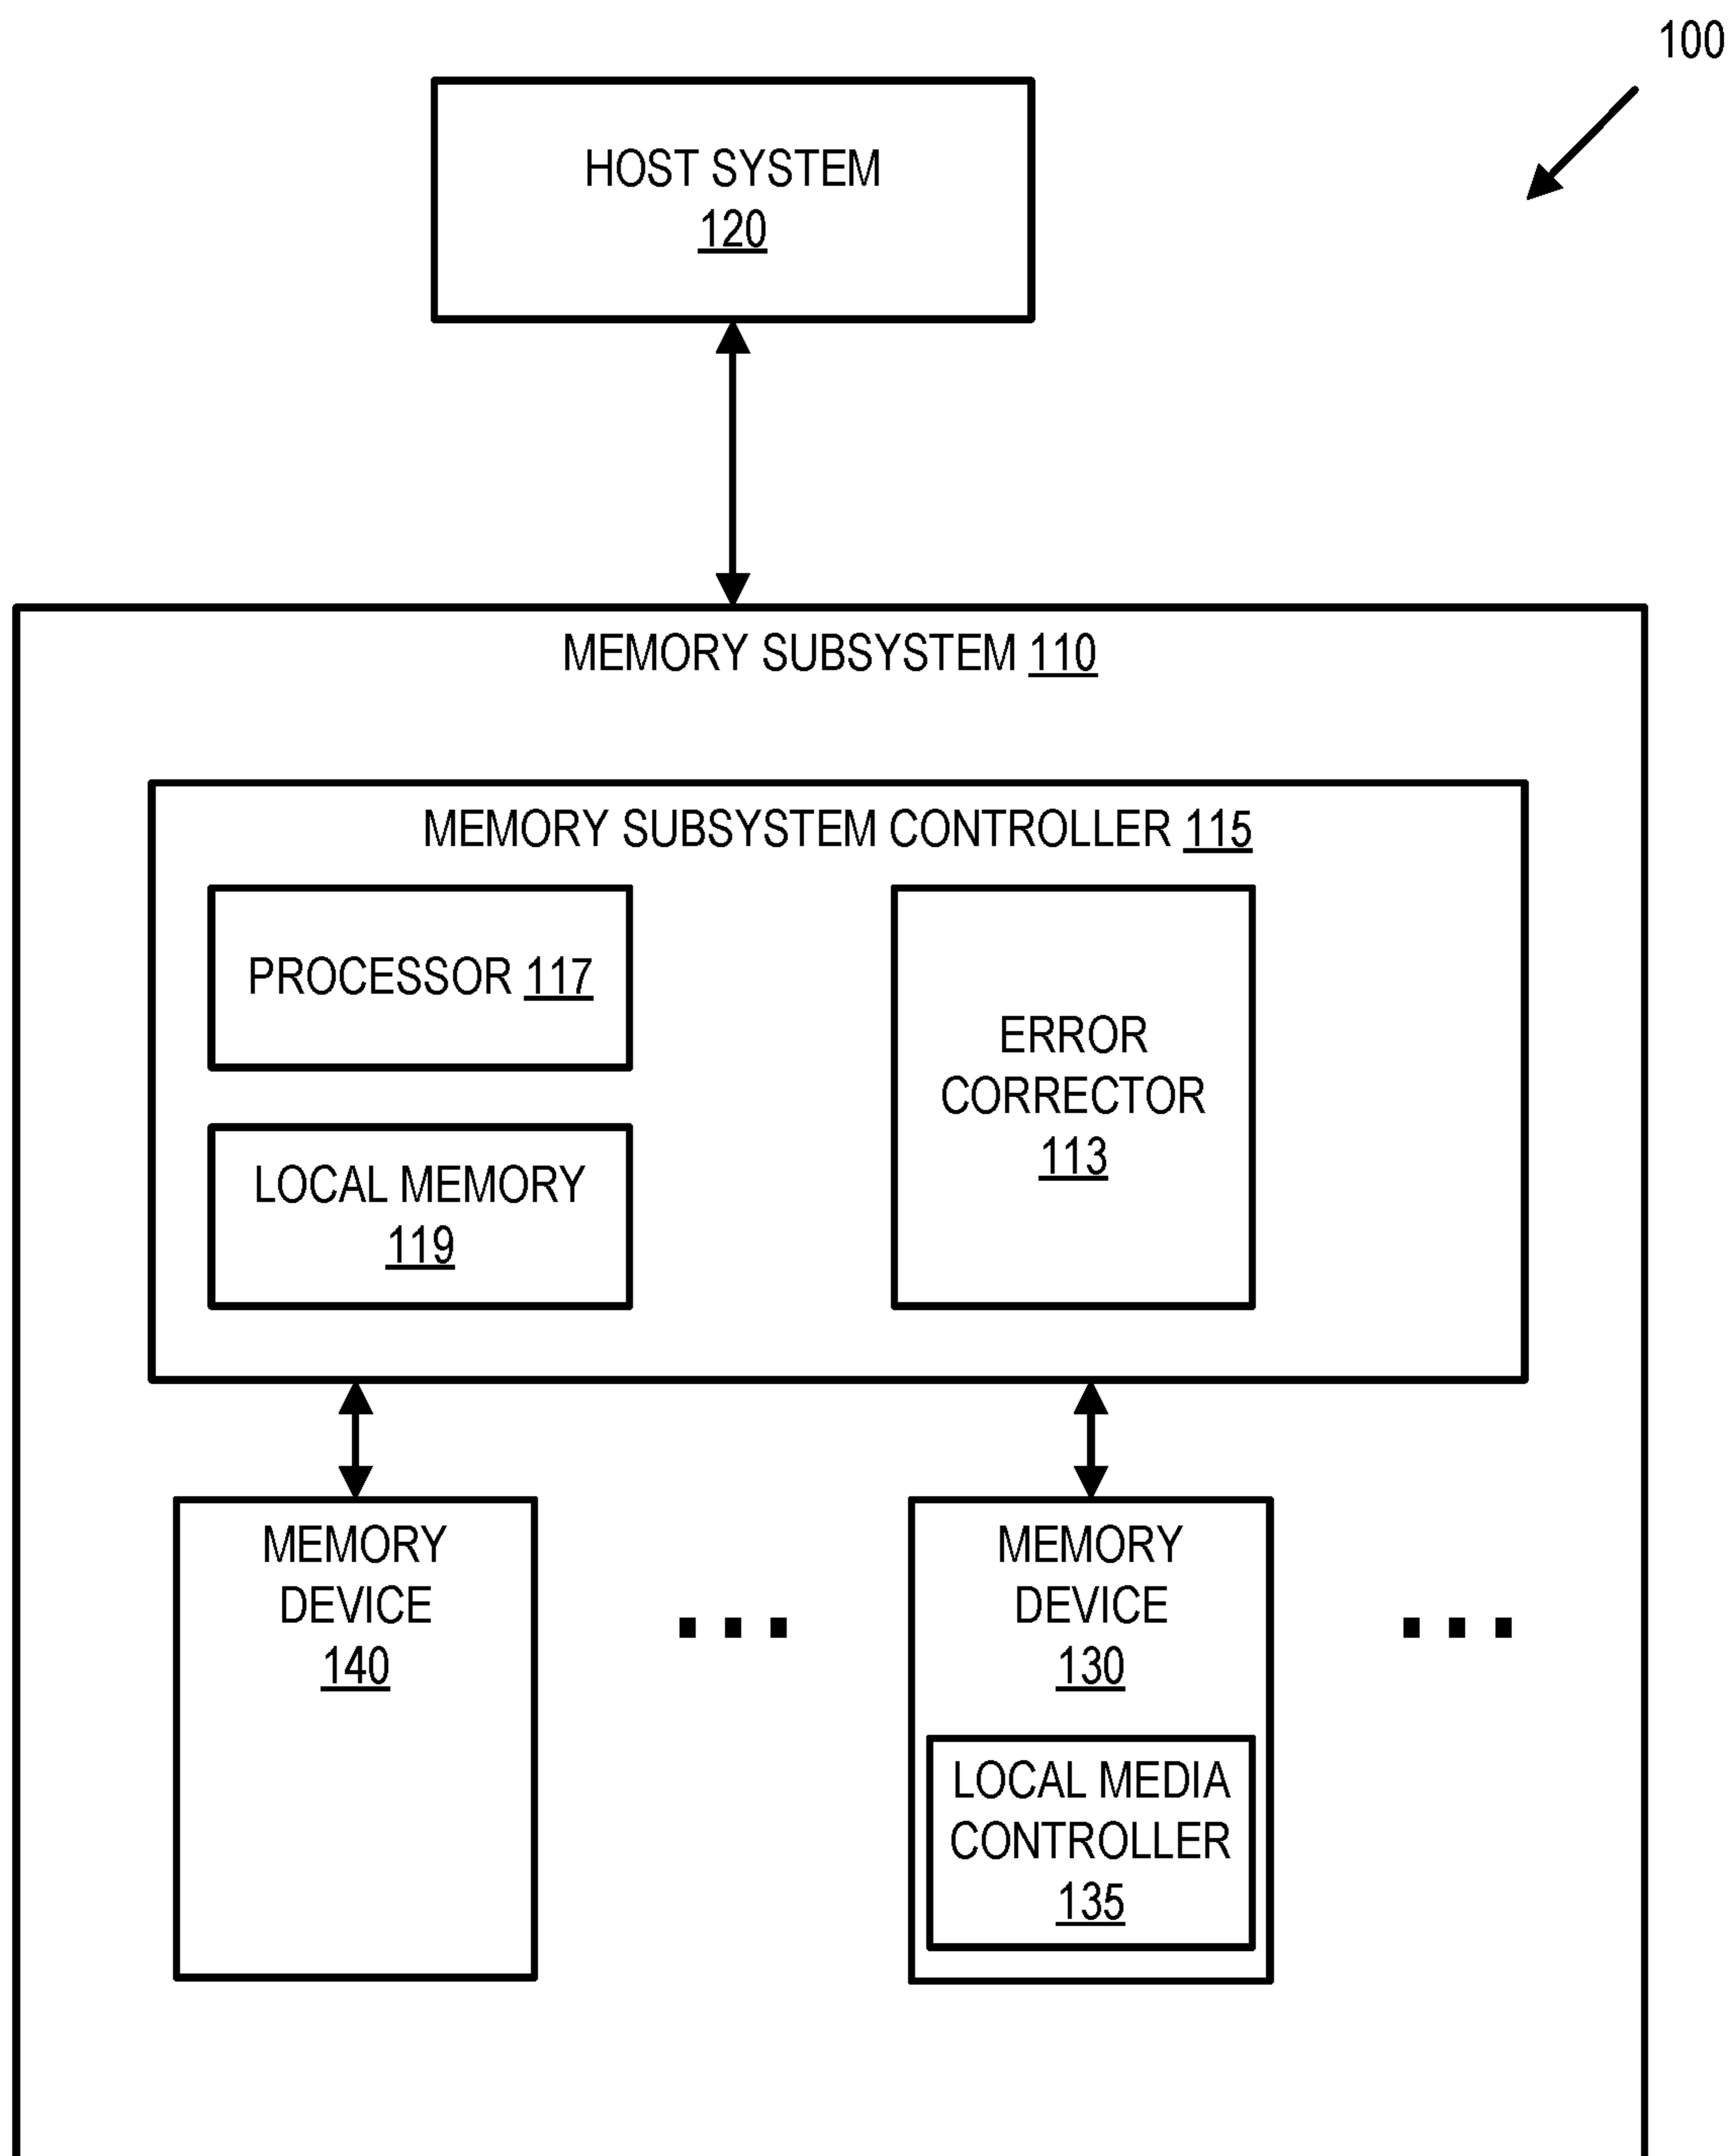 100
HOST SYSTEM
120
MEMORY SUBSYSTEM 110
MEMORY SUBSYSTEM CONTROLLER 115
PROCESSOR 117
LOCAL MEMORY
119
ERROR
CORRECTOR
113
MEMORY
DEVICE
140
MEMORY
DEVICE
130
LOCAL MEDIA
CONTROLLER
135